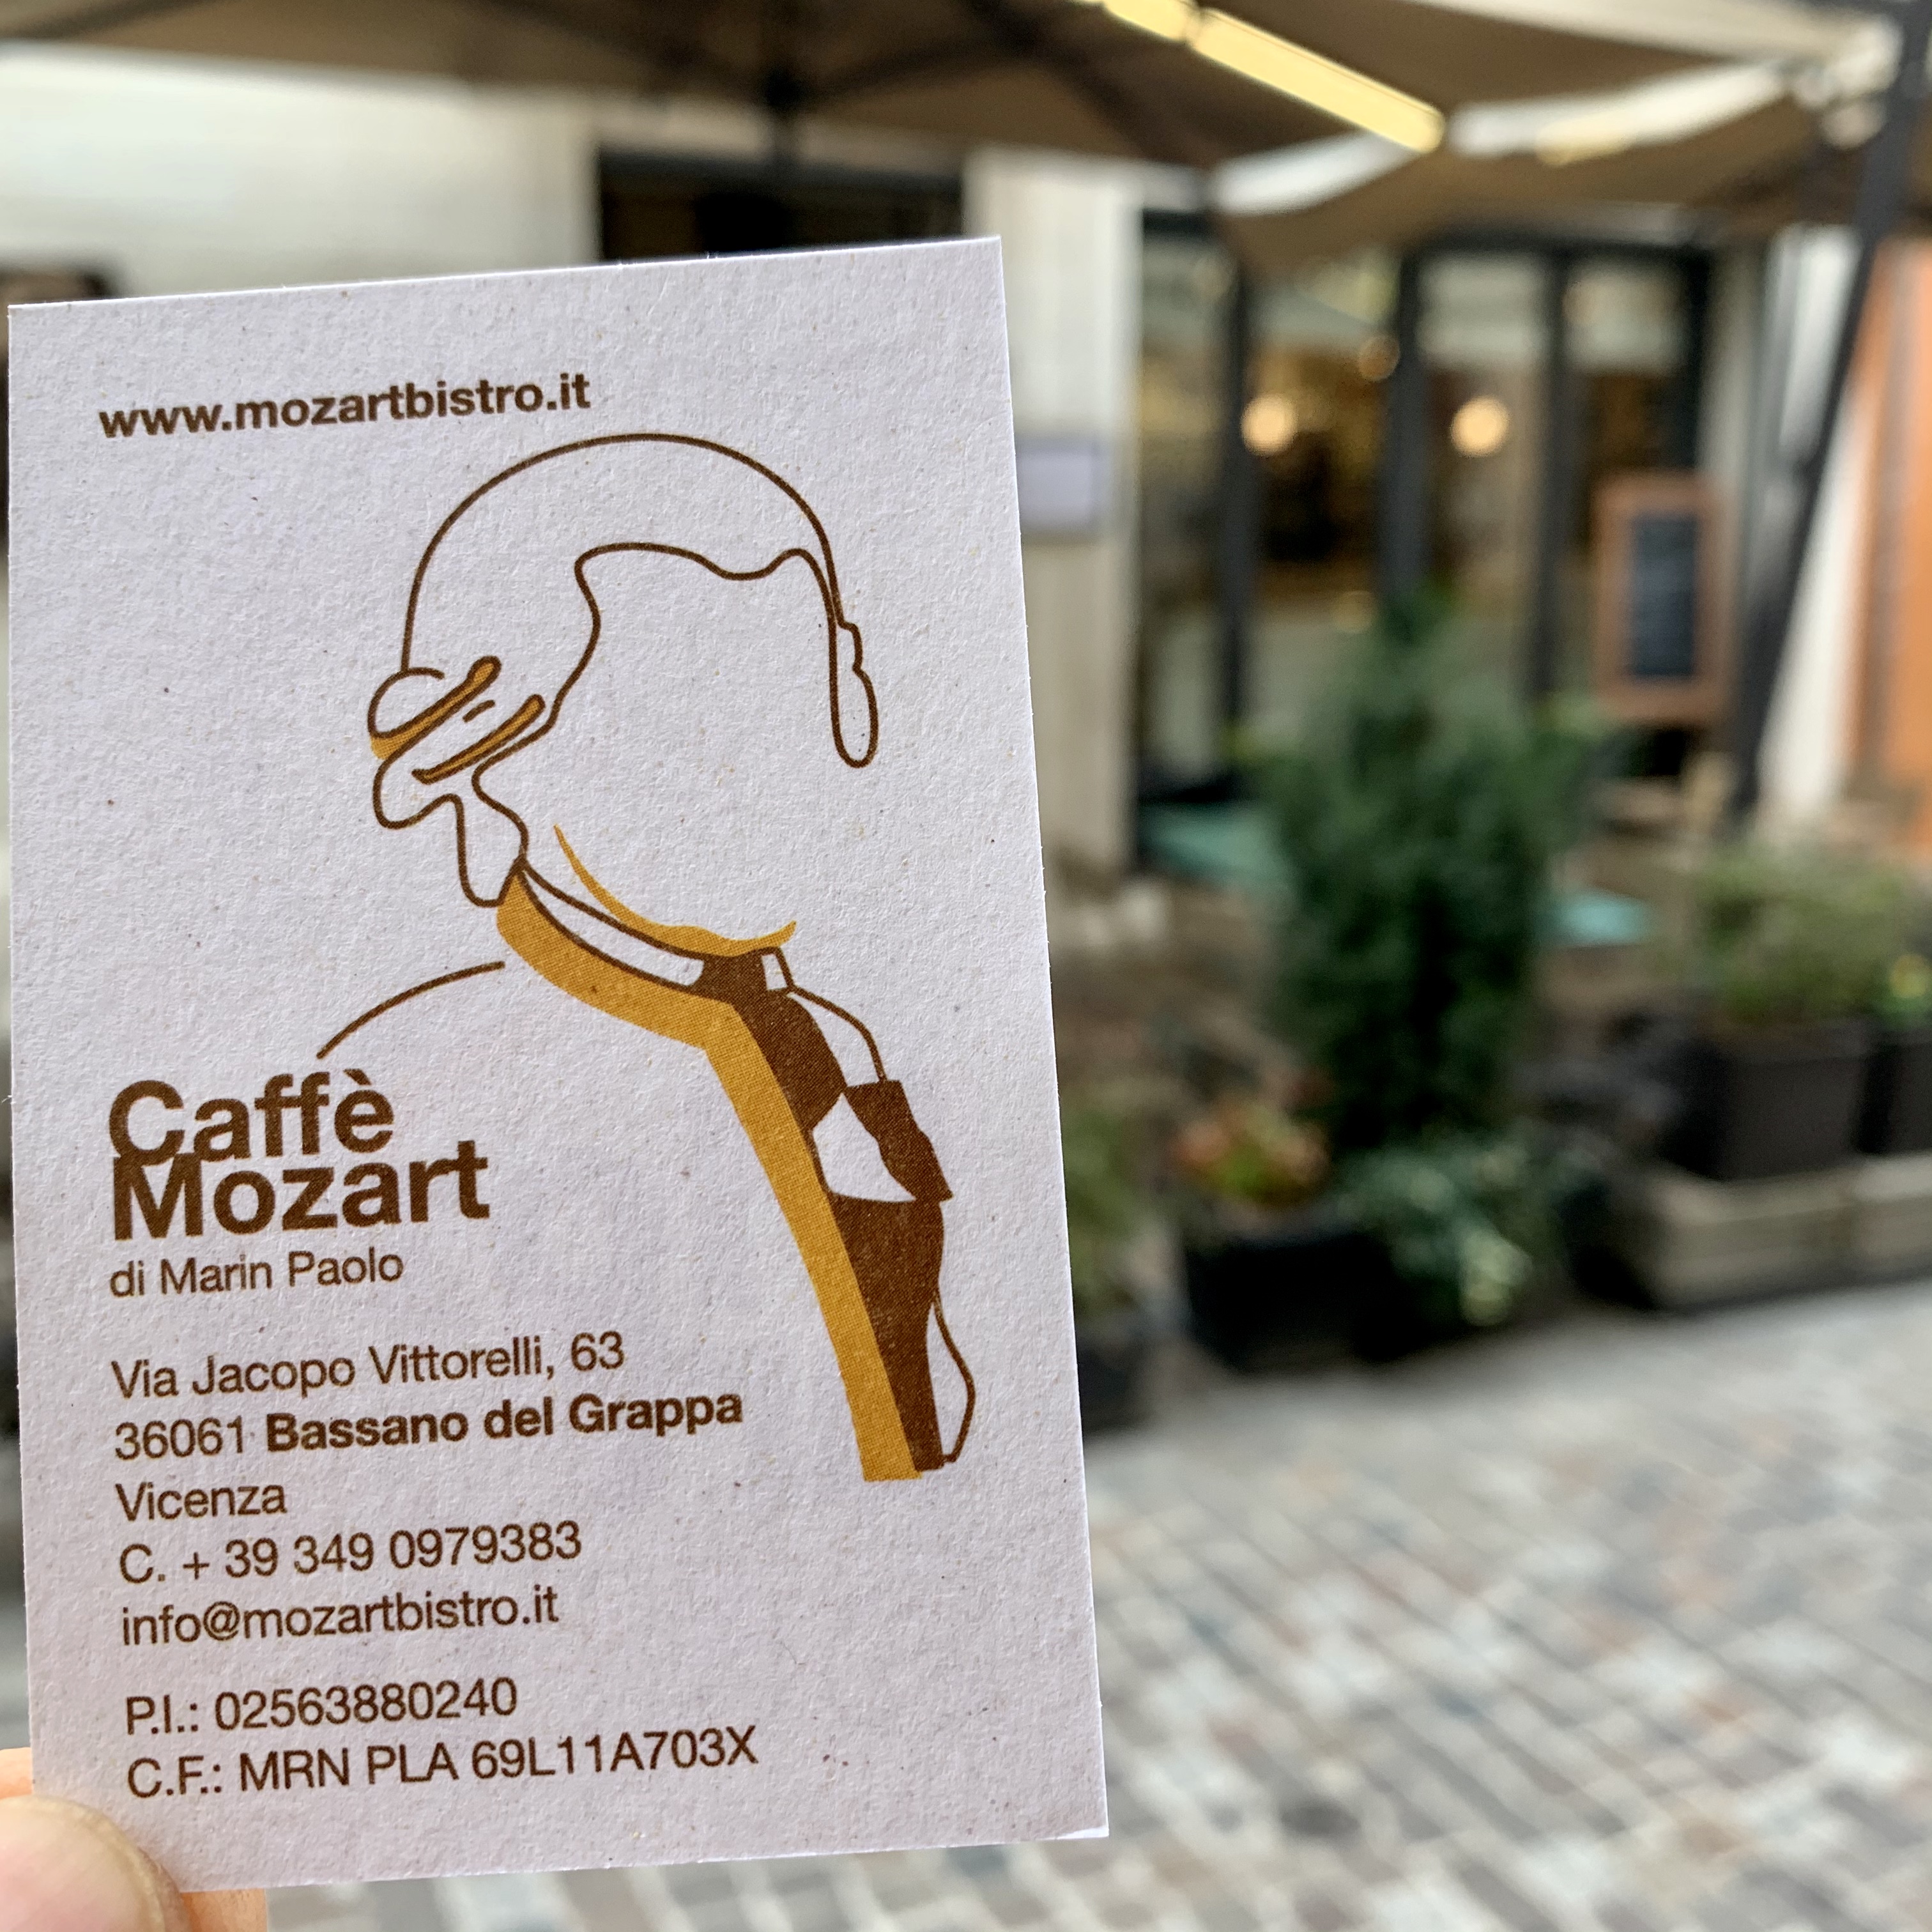 www.mozartbistro.it
Caffè
Mozart
di Marin Paolo
Via Jacopo Vittorelli, 63
36061 Bassano del Grappa
Vicenza
C. + 39 349 0979383
info@mozartbistro.it
P.I.: 02563880240
C.F.: MRN PLA 69L11A703X